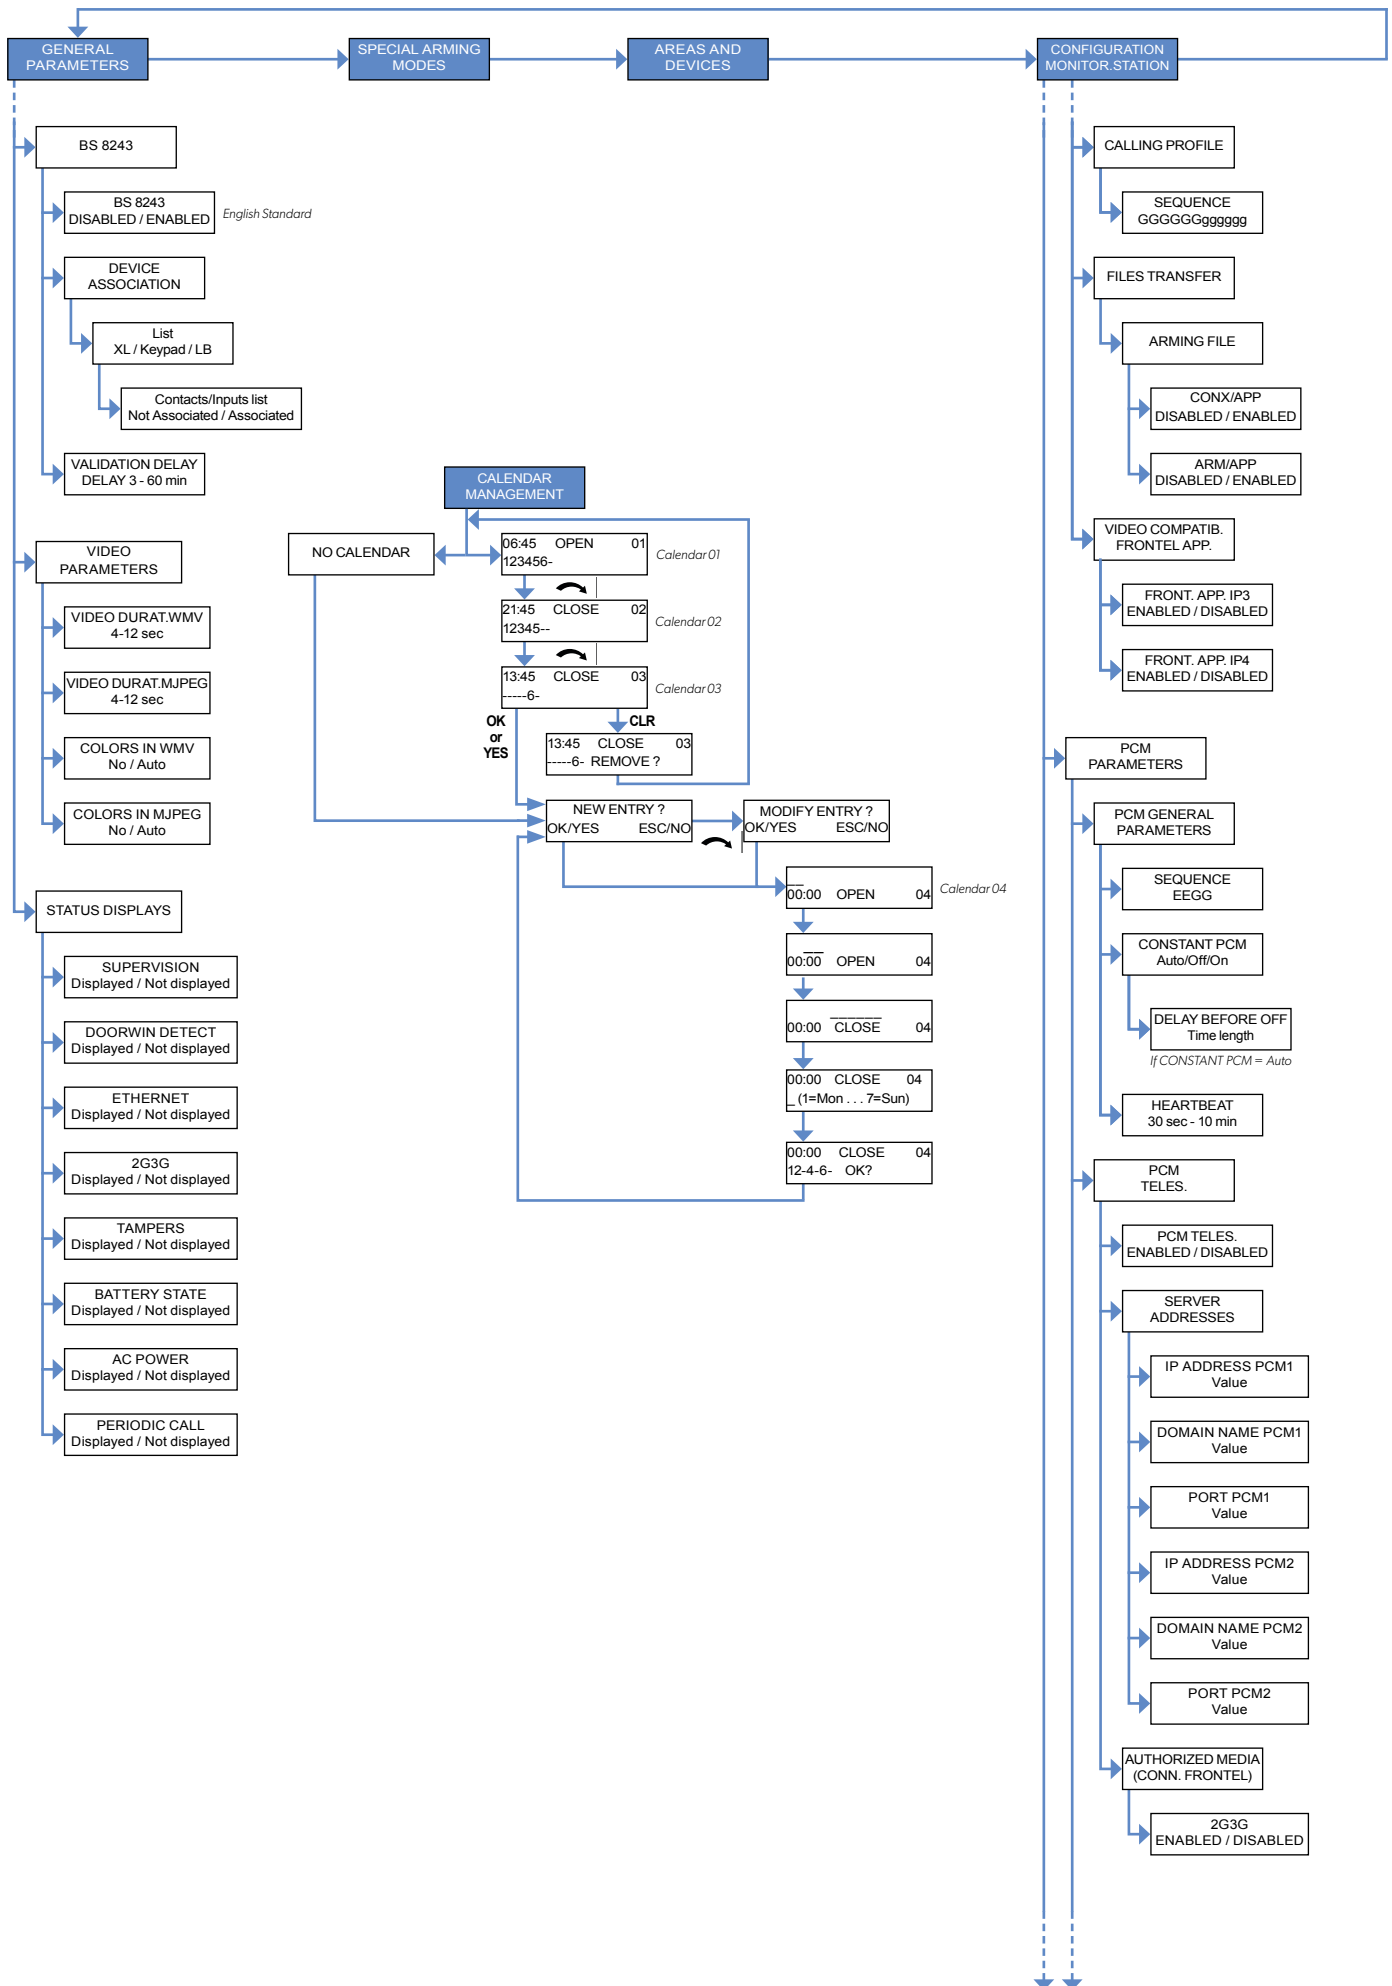 GENERAL
PARAMETERS
SPECIAL ARMING
MODES
AREAS AND
DEVICES
CONFIGURATION
MONITOR.STATION
BS 8243
BS 8243
DISABLED / ENABLED
English Standard
DEVICE
ASSOCIATION
List
XL / Keypad / LB
Contacts/Inputs list
Not Associated / Associated
VALIDATION DELAY
DELAY 3 - 60 min
VIDEO
PARAMETERS
VIDEO DURAT.WMV
4-12 sec
VIDEO DURAT.MJPEG
4-12 sec
COLORS IN WMV
No / Auto
COLORS IN MJPEG
No / Auto
STATUS DISPLAYS
SUPERVISION
Displayed / Not displayed
DOORWIN DETECT
Displayed / Not displayed
ETHERNET
Displayed / Not displayed
2G3G
Displayed / Not displayed
TAMPERS
Displayed / Not displayed
BATTERY STATE
Displayed / Not displayed
AC POWER
Displayed / Not displayed
PERIODIC CALL
Displayed / Not displayed
CALENDAR
MANAGEMENT
NO CALENDAR
06:45 OPEN 01
123456-
Calendar 01
21:45 CLOSE 02
12345--
Calendar 02
13:45 CLOSE 03
-----6-
Calendar 03
OK
or
YES
CLR
13:45 CLOSE 03
-----6- REMOVE ?
NEW ENTRY ?
OK/YES ESC/NO
MODIFY ENTRY ?
OK/YES ESC/NO
__
00:00 OPEN 04
Calendar 04
__
00:00 OPEN 04
______
00:00 CLOSE 04
00:00 CLOSE 04
_ (1=Mon . . . 7=Sun)
00:00 CLOSE 04
12-4-6- OK?
CALLING PROFILE
SEQUENCE
GGGGGGgggggg
FILES TRANSFER
ARMING FILE
CONX/APP
DISABLED / ENABLED
ARM/APP
DISABLED / ENABLED
VIDEO COMPATIB.
FRONTEL APP.
FRONT. APP. IP3
ENABLED / DISABLED
FRONT. APP. IP4
ENABLED / DISABLED
PCM
PARAMETERS
PCM GENERAL
PARAMETERS
SEQUENCE
EEGG
CONSTANT PCM
Auto/Off/On
DELAY BEFORE OFF
Time length
If CONSTANT PCM = Auto
HEARTBEAT
30 sec - 10 min
PCM
TELES.
PCM TELES.
ENABLED / DISABLED
SERVER
ADDRESSES
IP ADDRESS PCM1
Value
DOMAIN NAME PCM1
Value
PORT PCM1
Value
IP ADDRESS PCM2
Value
DOMAIN NAME PCM2
Value
PORT PCM2
Value
AUTHORIZED MEDIA
(CONN. FRONTEL)
2G3G
ENABLED / DISABLED